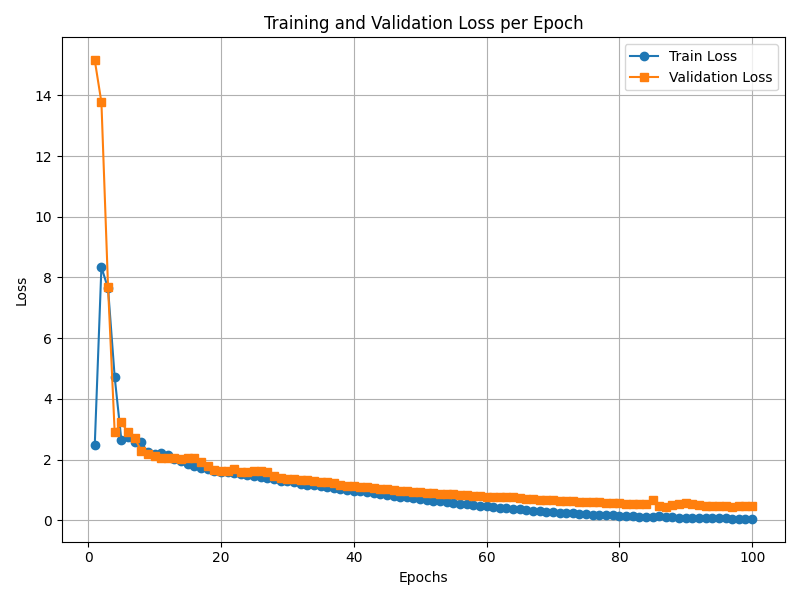 Training and Validation Loss per Epoch
Train Loss
Validation Loss
Loss
14
12
10
8
6
4
2
0
0 20 40 60 80 100
Epochs